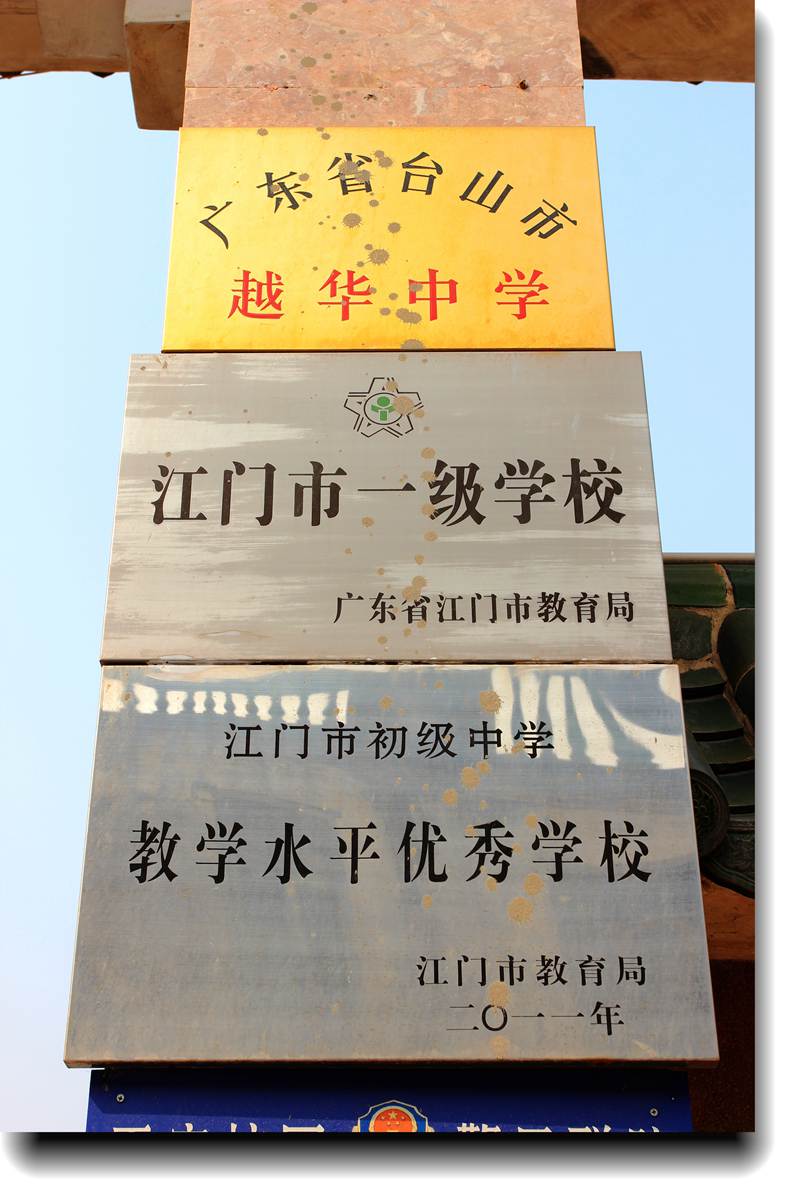 广东省台山市
越华中学
江门市一级学校
广东省江门市教育局
江门市初级中学
教学水平优秀学校
江门市教育局
二〇一一年